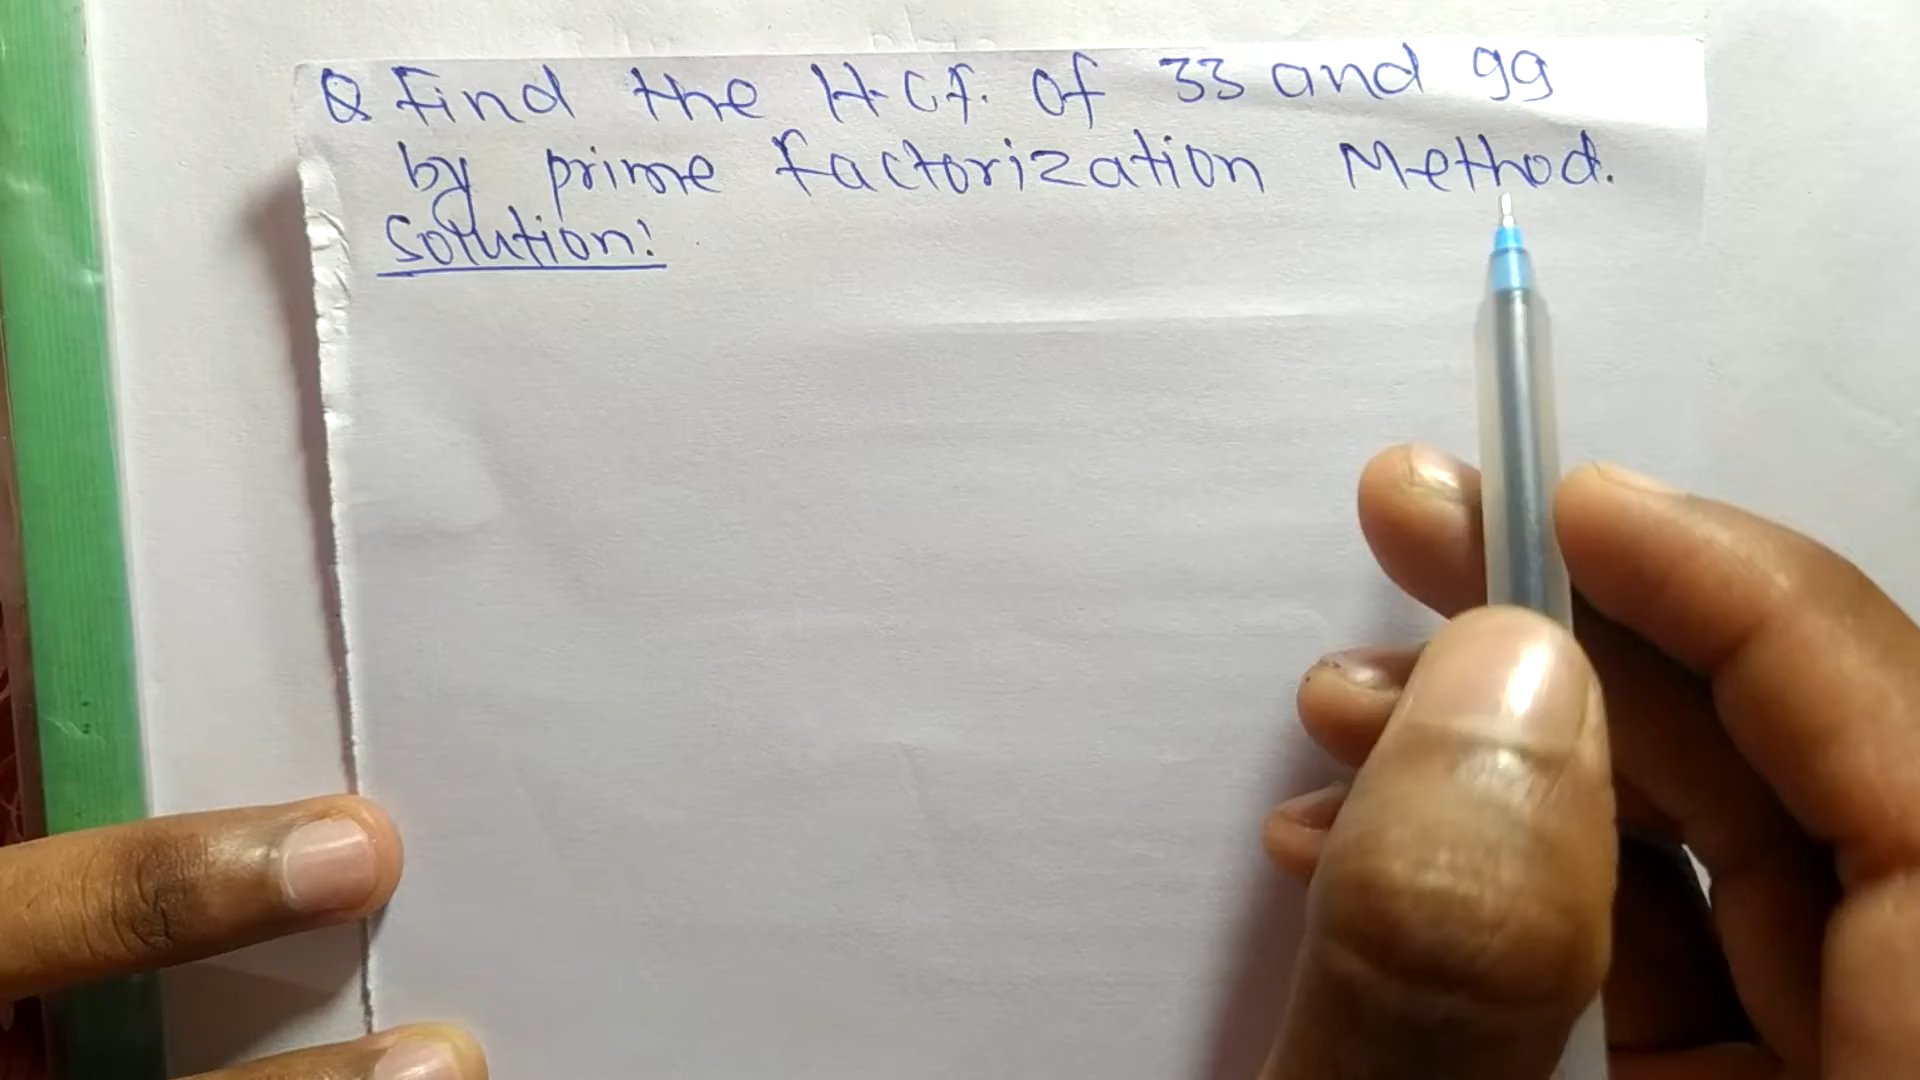 Q Find the H.C.F. of 33 and 99
by prime factorization Method.
Solution: